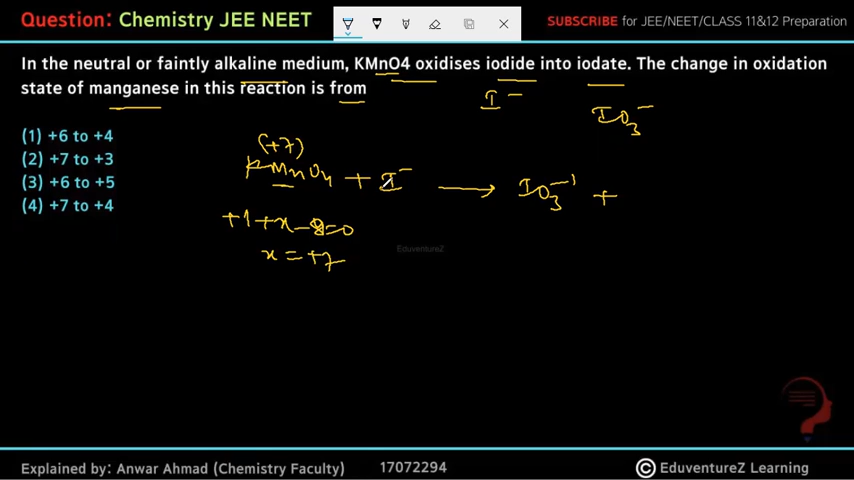 Question: Chemistry JEE NEET
SUBSCRIBE for JEE/NEET/CLASS 11&12 Preparation
In the neutral or faintly alkaline medium, KMnO4 oxidises iodide into iodate. The change in oxidation
state of manganese in this reaction is from
I⁻
IO₃⁻
(1) +6 to +4
(2) +7 to +3
(3) +6 to +5
(4) +7 to +4
(+7)
KMnO₄ + I⁻ → IO₃⁻¹ +
+1 + x - 8 = 0
x = +7
EduventureZ
Explained by: Anwar Ahmad (Chemistry Faculty)
17072294
© EduventureZ Learning